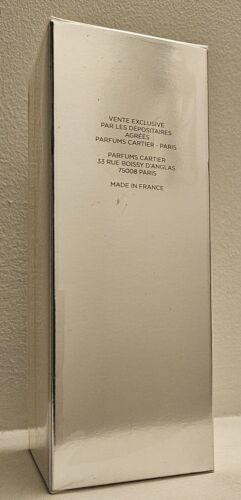 VENTE EXCLUSIVE
PAR LES DÉPOSITAIRES
AGRÉÉS
PARFUMS CARTIER - PARIS
PARFUMS CARTIER
33 RUE BOISSY D'ANGLAS
75008 PARIS
MADE IN FRANCE